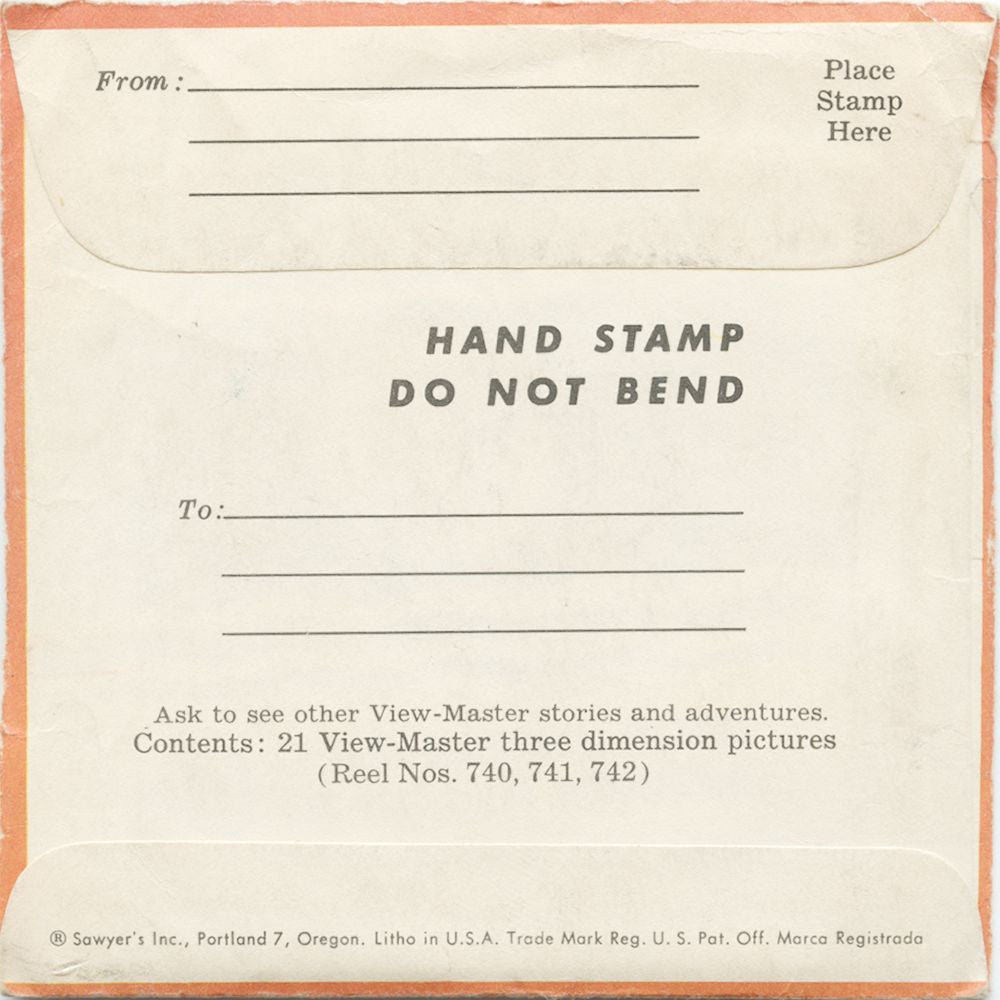 From:
Place
Stamp
Here
HAND STAMP
DO NOT BEND
To:
Ask to see other View-Master stories and adventures.
Contents: 21 View-Master three dimension pictures
(Reel Nos. 740, 741, 742)
® Sawyer's Inc., Portland 7, Oregon. Litho in U.S.A. Trade Mark Reg. U. S. Pat. Off. Marca Registrada